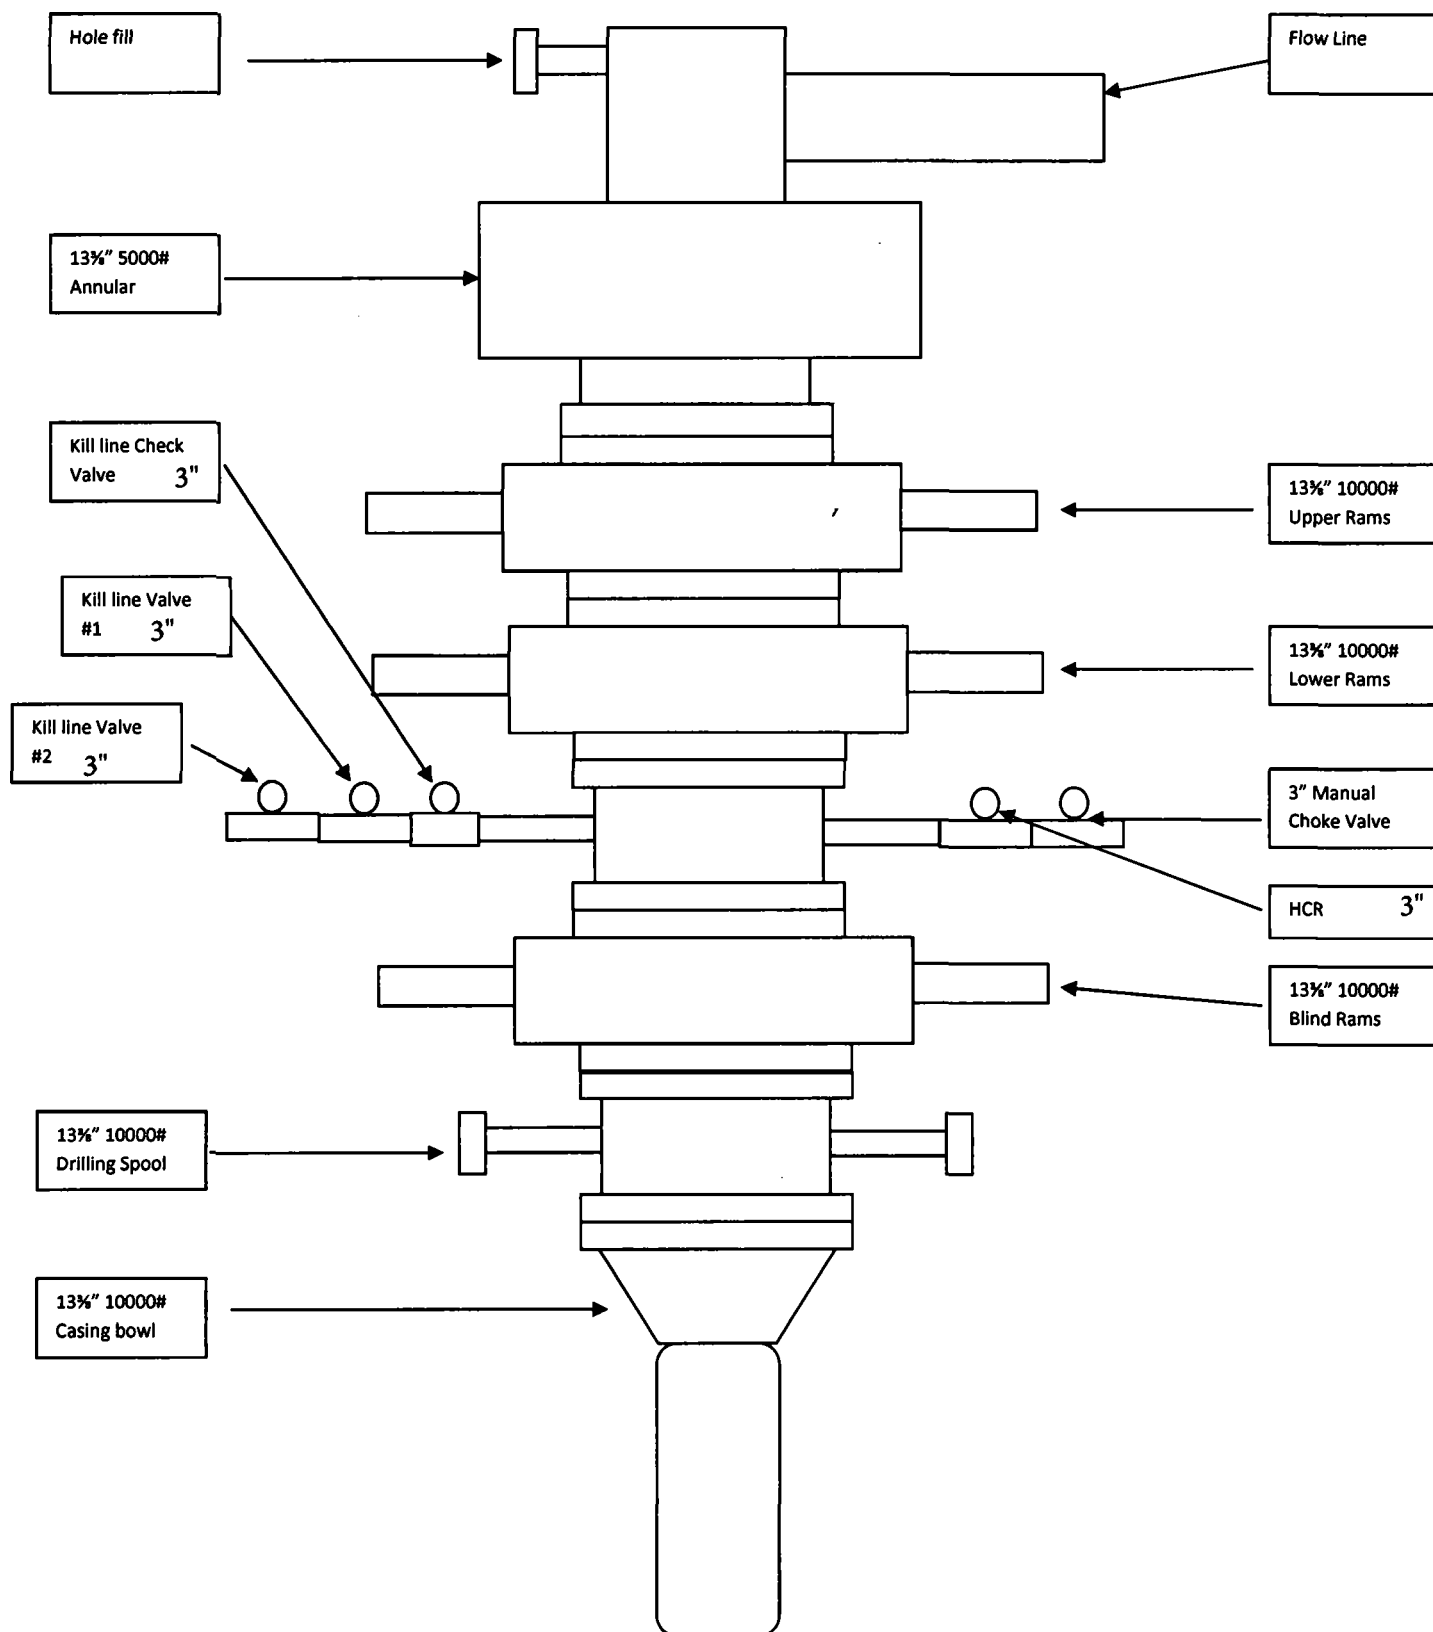 Hole fill
Flow Line
13⅝" 5000#
Annular
Kill line Check
Valve 3"
13⅝" 10000#
Upper Rams
Kill line Valve
#1 3"
13⅝" 10000#
Lower Rams
Kill line Valve
#2 3"
3" Manual
Choke Valve
HCR 3"
13⅝" 10000#
Blind Rams
13⅝" 10000#
Drilling Spool
13⅝" 10000#
Casing bowl